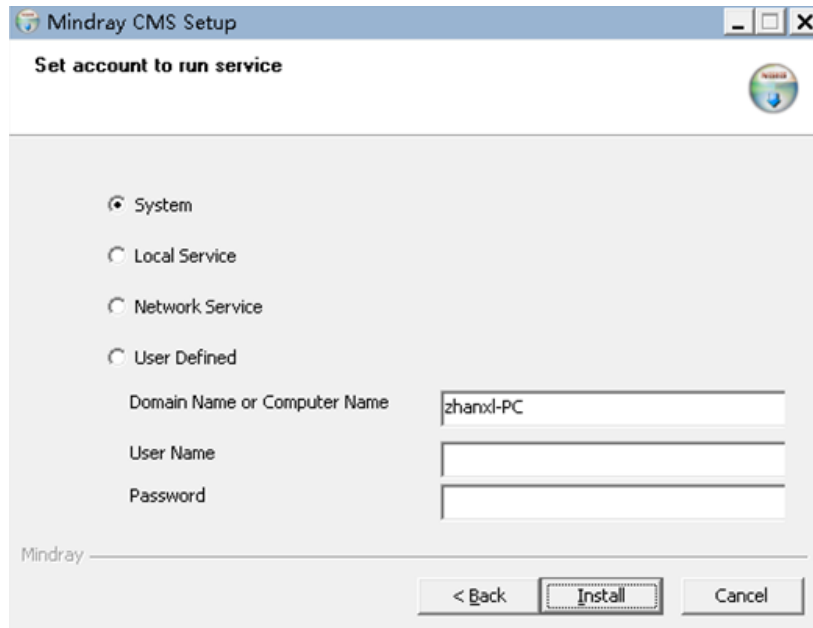 Mindray CMS Setup
Set account to run service
System
Local Service
Network Service
User Defined
Domain Name or Computer Name zhanxl-PC
User Name
Password
Mindray
< Back Install Cancel